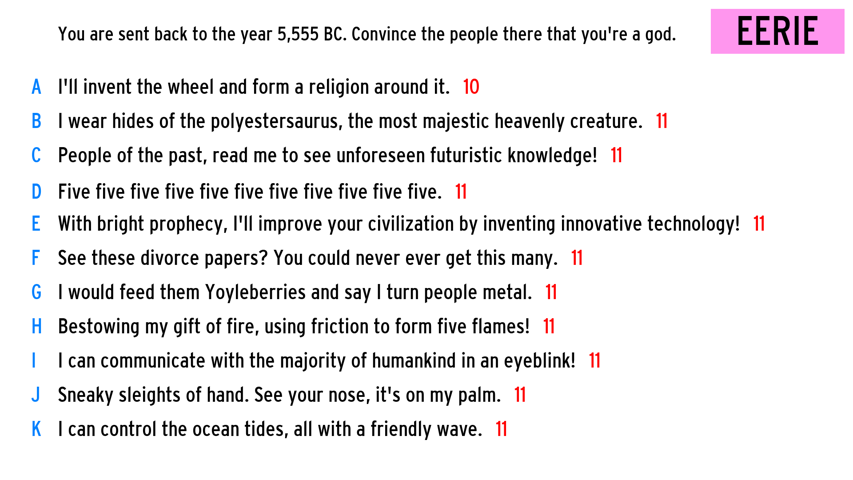 You are sent back to the year 5,555 BC. Convince the people there that you're a god.
EERIE
A I'll invent the wheel and form a religion around it. 10
B I wear hides of the polyestersaurus, the most majestic heavenly creature. 11
C People of the past, read me to see unforeseen futuristic knowledge! 11
D Five five five five five five five five five five five. 11
E With bright prophecy, I'll improve your civilization by inventing innovative technology! 11
F See these divorce papers? You could never ever get this many. 11
G I would feed them Yoyleberries and say I turn people metal. 11
H Bestowing my gift of fire, using friction to form five flames! 11
I I can communicate with the majority of humankind in an eyeblink! 11
J Sneaky sleights of hand. See your nose, it's on my palm. 11
K I can control the ocean tides, all with a friendly wave. 11